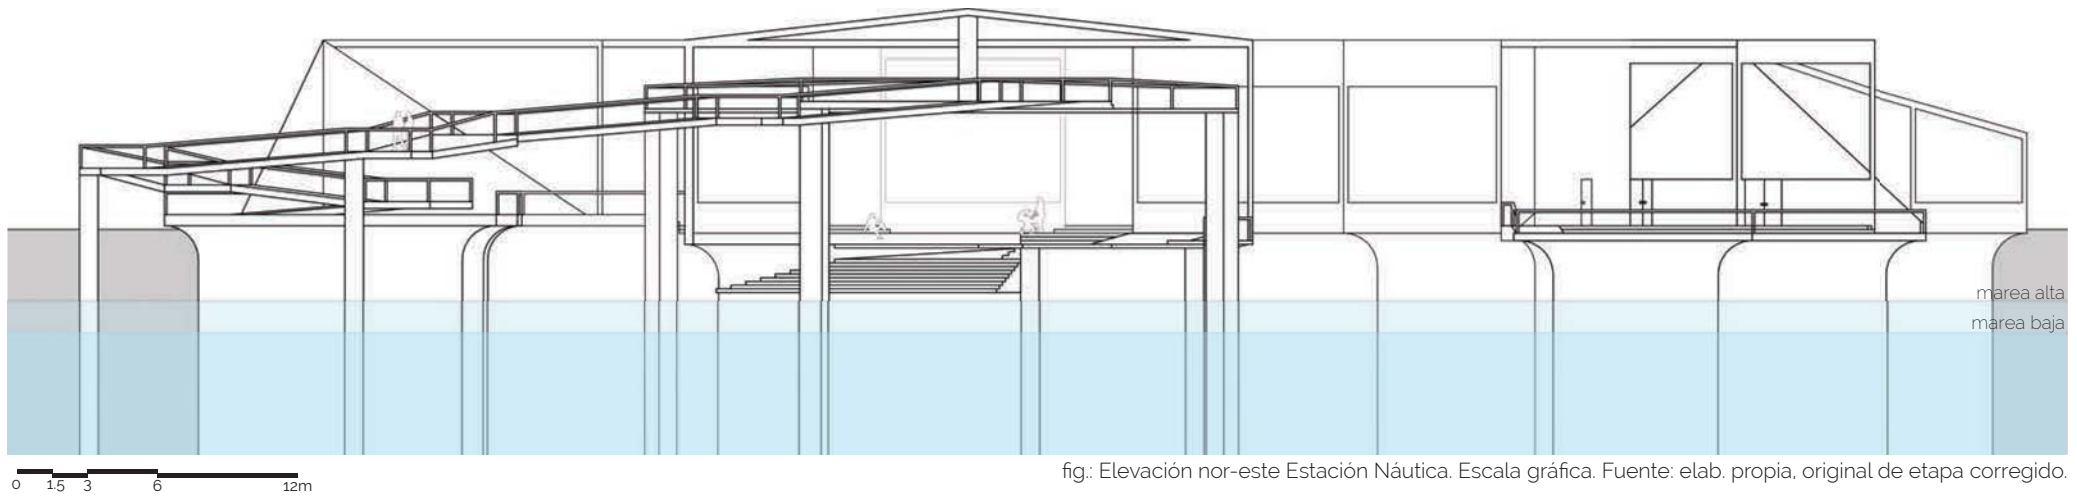 marea alta
marea baja
fig.: Elevación nor-este Estación Náutica. Escala gráfica. Fuente: elab. propia, original de etapa corregido.
0 1.5 3 6 12m